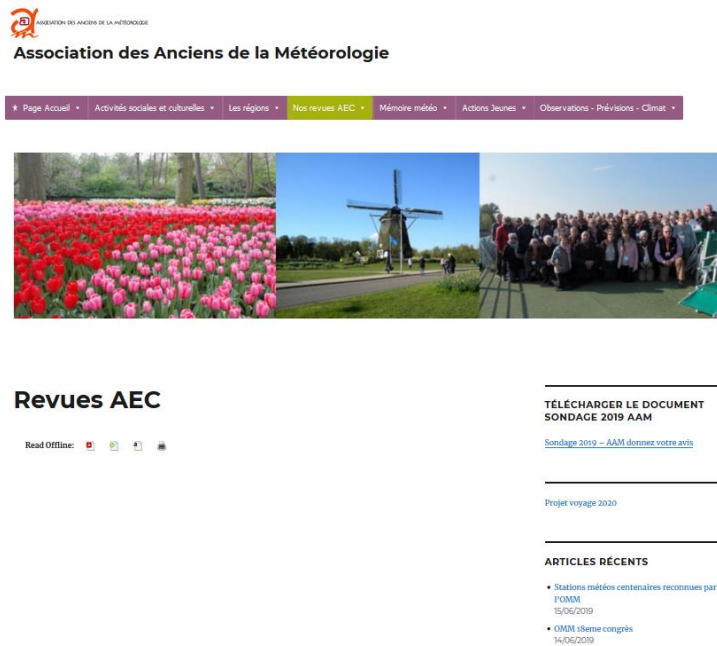 ASSOCIATION DES ANCIENS DE LA MÉTÉOROLOGIE
Association des Anciens de la Météorologie
Page Accueil Activités sociales et culturelles Les régions Nos revues AEC Mémoire météo Actions Jeunes Observations - Prévisions - Climat
Revues AEC
Read Offline:
TÉLÉCHARGER LE DOCUMENT
SONDAGE 2019 AAM
Sondage 2019 – AAM donnez votre avis
Projet voyage 2020
ARTICLES RÉCENTS
• Stations météos centenaires reconnues par
l'OMM
15/06/2019
• OMM 18eme congrès
14/06/2019